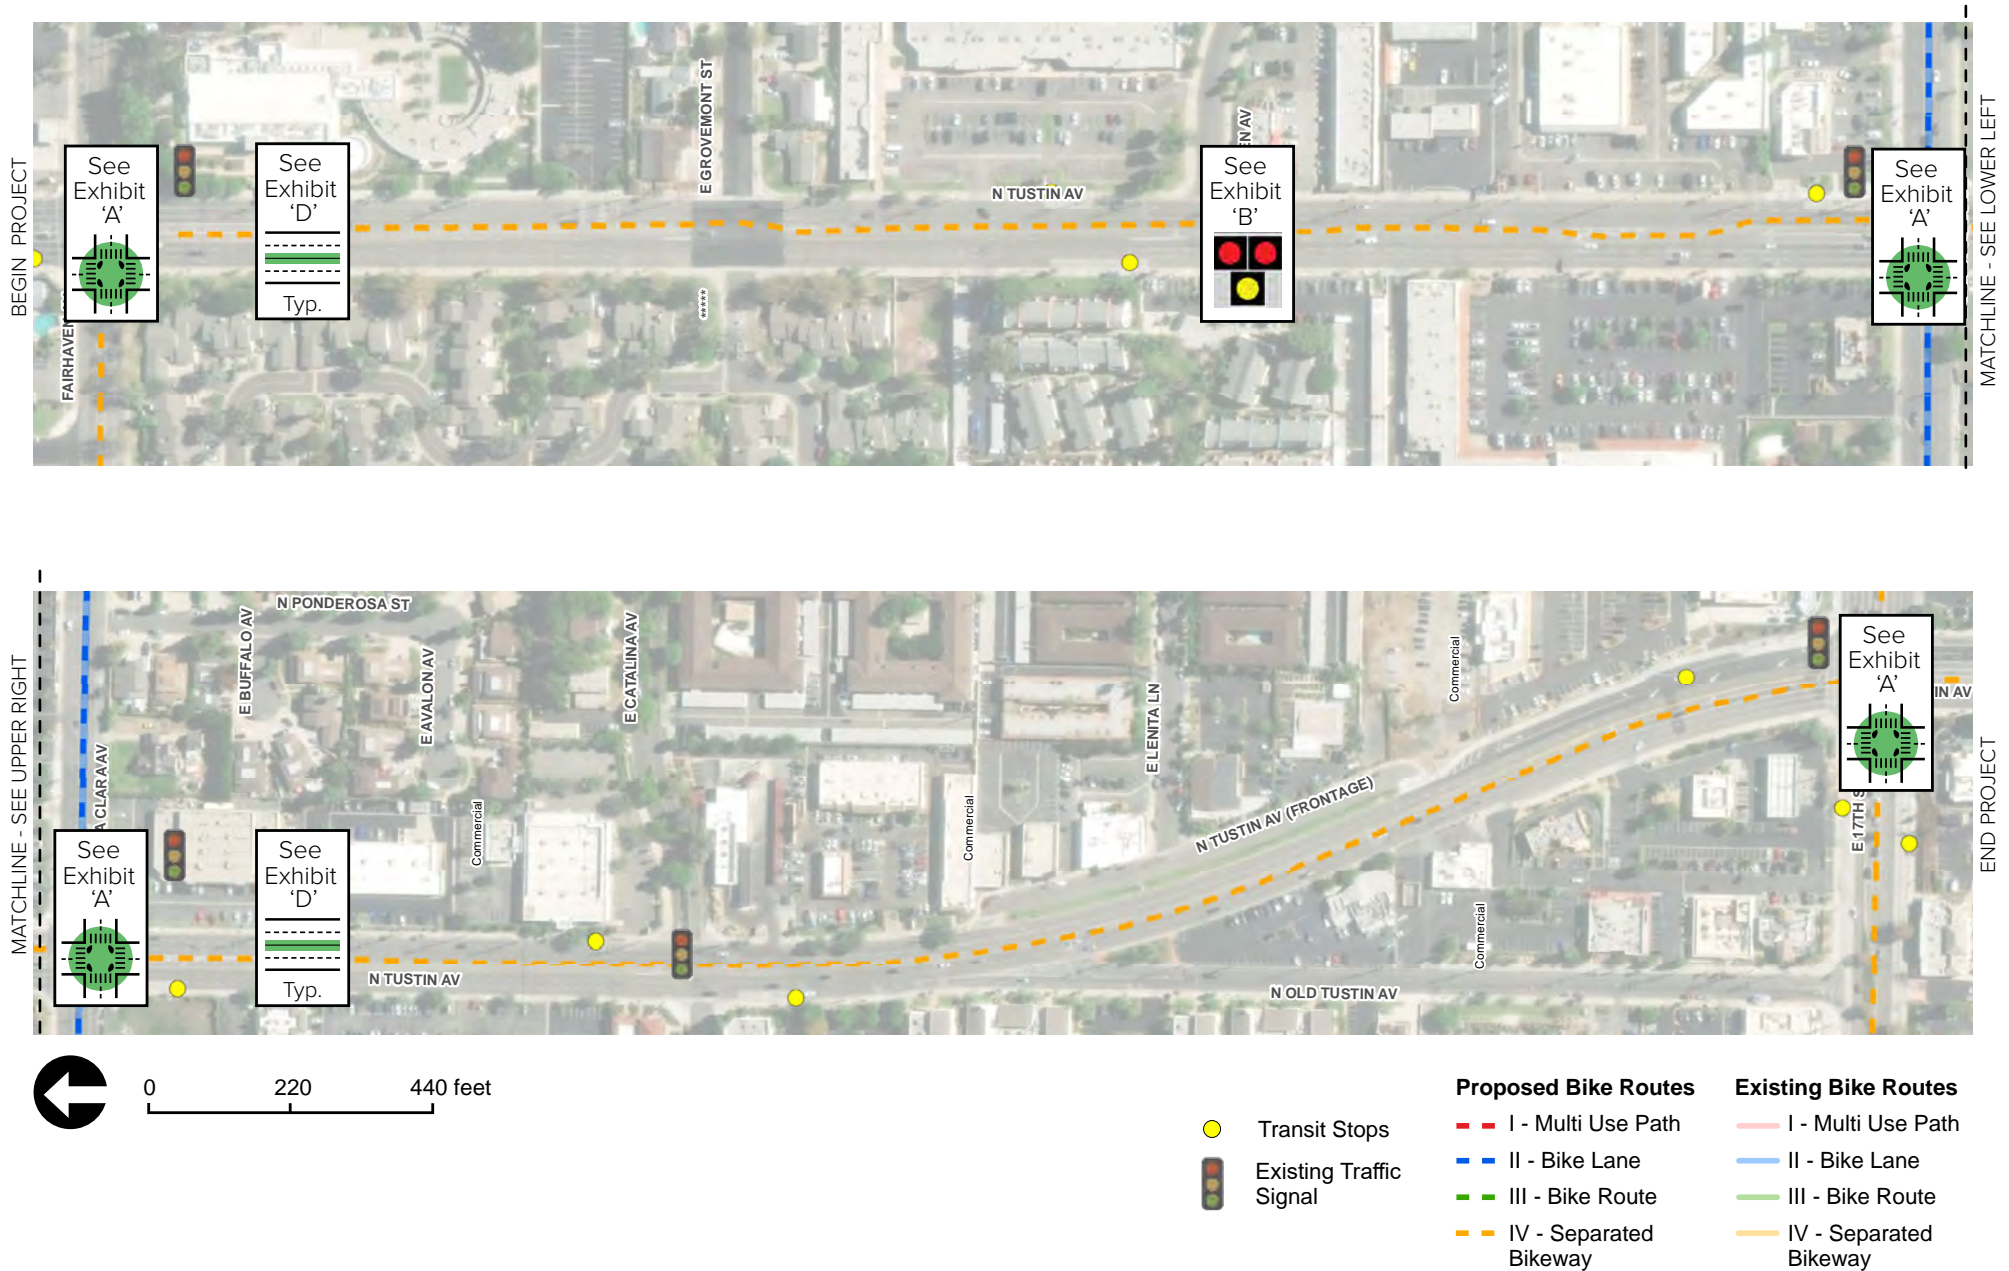 BEGIN PROJECT
See
Exhibit
‘A’
FAIRHAVEN
See
Exhibit
‘D’
Typ.
E GROVEMONT ST
*****
N TUSTIN AV
EN AV
See
Exhibit
‘B’
See
Exhibit
‘A’
MATCHLINE - SEE LOWER LEFT
MATCHLINE - SEE UPPER RIGHT
N PONDEROSA ST
E BUFFALO AV
E AVALON AV
E CATALINA AV
A CLARA AV
See
Exhibit
‘A’
See
Exhibit
‘D’
Typ.
Commercial
N TUSTIN AV
Commercial
E LENITA LN
N TUSTIN AV (FRONTAGE)
Commercial
Commercial
N OLD TUSTIN AV
See
Exhibit
‘A’
IN AV
E 17TH S
END PROJECT
0 220 440 feet
Transit Stops
Existing Traffic
Signal
Proposed Bike Routes
I - Multi Use Path
II - Bike Lane
III - Bike Route
IV - Separated
Bikeway
Existing Bike Routes
I - Multi Use Path
II - Bike Lane
III - Bike Route
IV - Separated
Bikeway